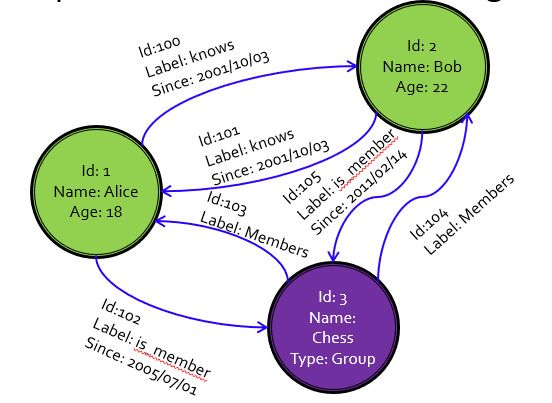 Id:100
Label: knows
Since: 2001/10/03
Id: 2
Name: Bob
Age: 22
Id:101
Label: knows
Since: 2001/10/03
Id: 1
Name: Alice
Age: 18
Id:105
Label: is_member
Since: 2011/02/14
Id:104
Label: Members
Id:103
Label: Members
Id:102
Label: is_member
Since: 2005/07/01
Id: 3
Name:
Chess
Type: Group